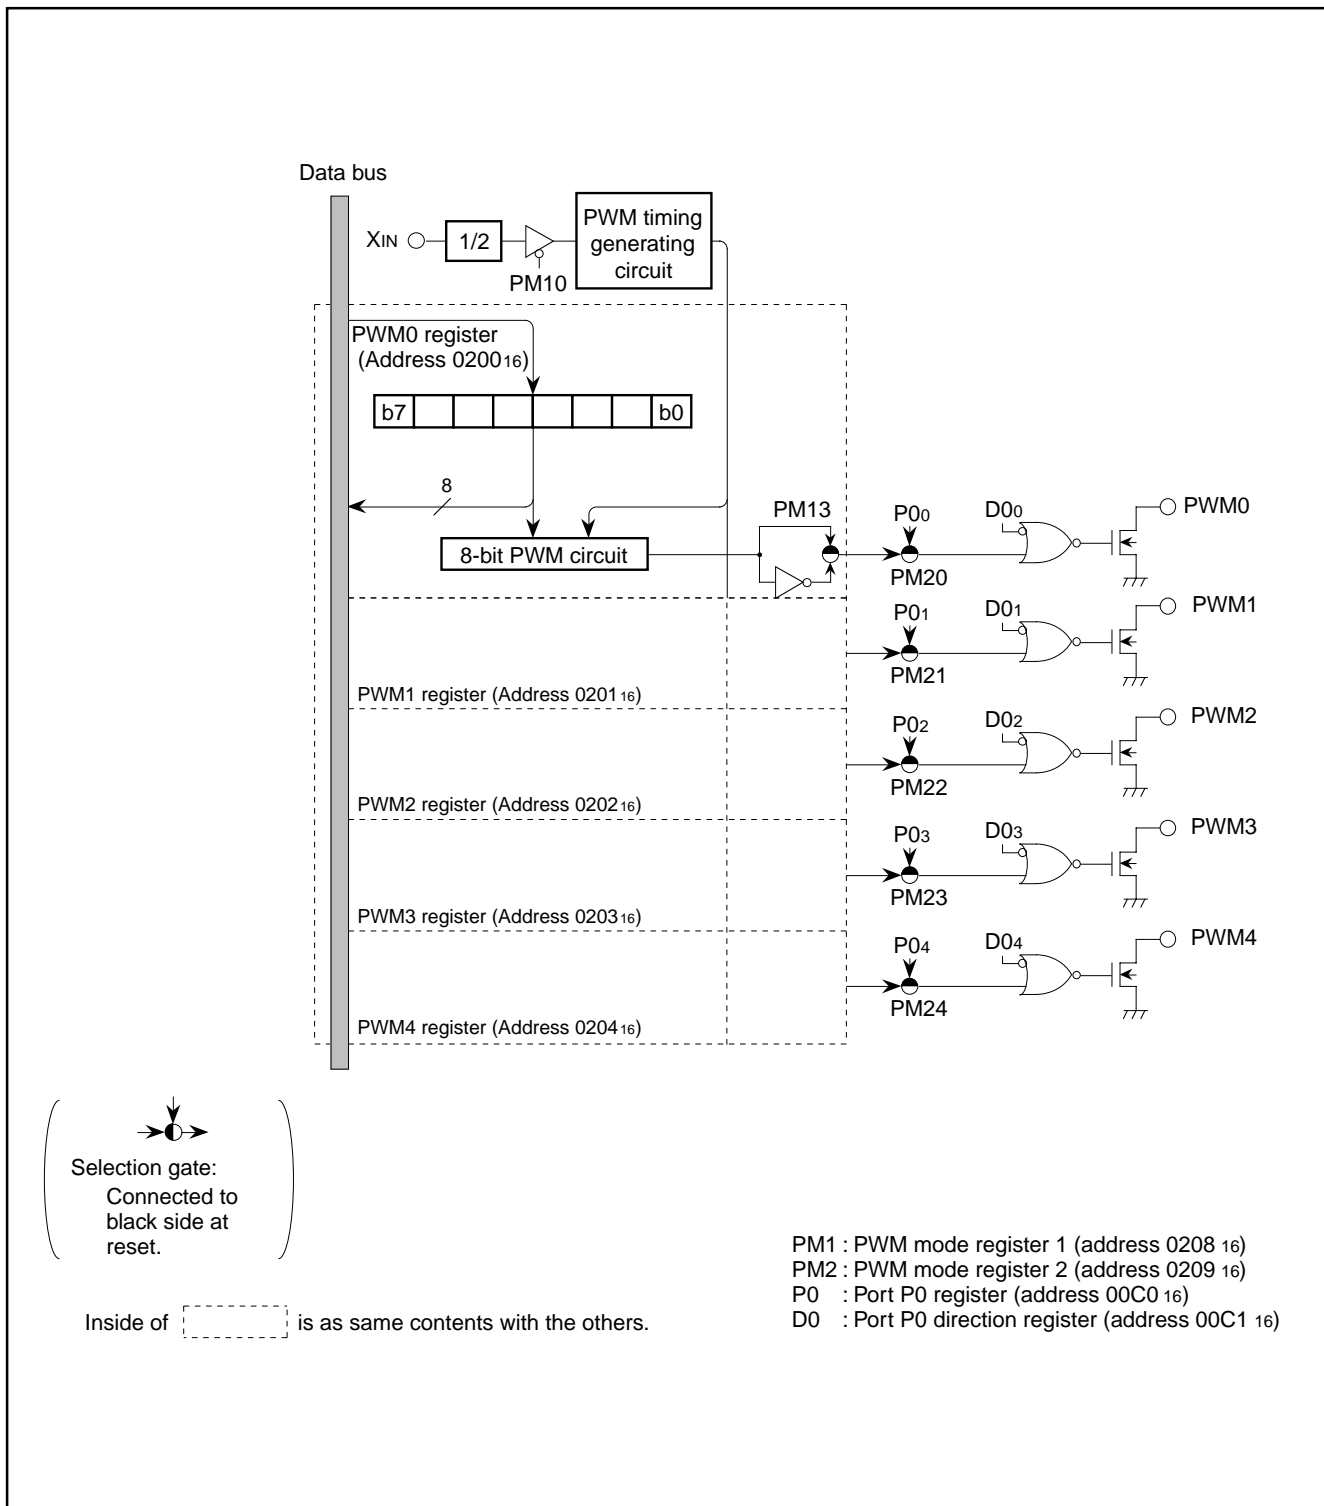 Data bus
XIN
1/2
PM10
PWM timing
generating
circuit
PWM0 register
(Address 020016)
b7
b0
8
8-bit PWM circuit
PM13
P00
PM20
D00
PWM0
P01
PM21
D01
PWM1
PWM1 register (Address 020116)
P02
PM22
D02
PWM2
PWM2 register (Address 020216)
P03
PM23
D03
PWM3
PWM3 register (Address 020316)
P04
PM24
D04
PWM4
PWM4 register (Address 020416)
Selection gate:
Connected to
black side at
reset.
Inside of is as same contents with the others.
PM1 : PWM mode register 1 (address 0208 16)
PM2 : PWM mode register 2 (address 0209 16)
P0 : Port P0 register (address 00C0 16)
D0 : Port P0 direction register (address 00C1 16)